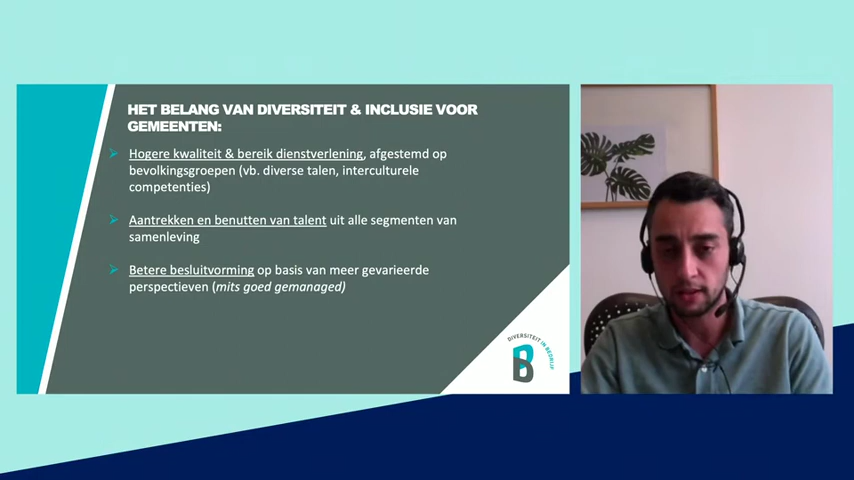 HET BELANG VAN DIVERSITEIT & INCLUSIE VOOR
GEMEENTEN:
Hogere kwaliteit & bereik dienstverlening, afgestemd op
bevolkingsgroepen (vb. diverse talen, interculturele
competenties)
Aantrekken en benutten van talent uit alle segmenten van
samenleving
Betere besluitvorming op basis van meer gevarieerde
perspectieven (mits goed gemanaged)
DIVERSITEIT IN BEDRIJF